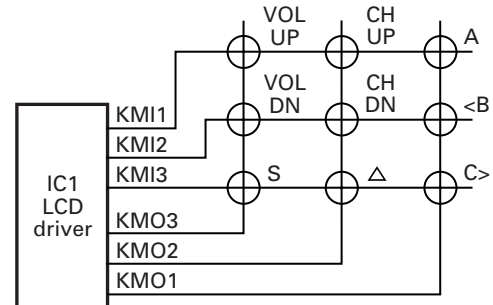 VOL UP
CH UP
A
VOL DN
CH DN
<B
S
△
C>
KMI1
KMI2
KMI3
KMO3
KMO2
KMO1
IC1
LCD
driver